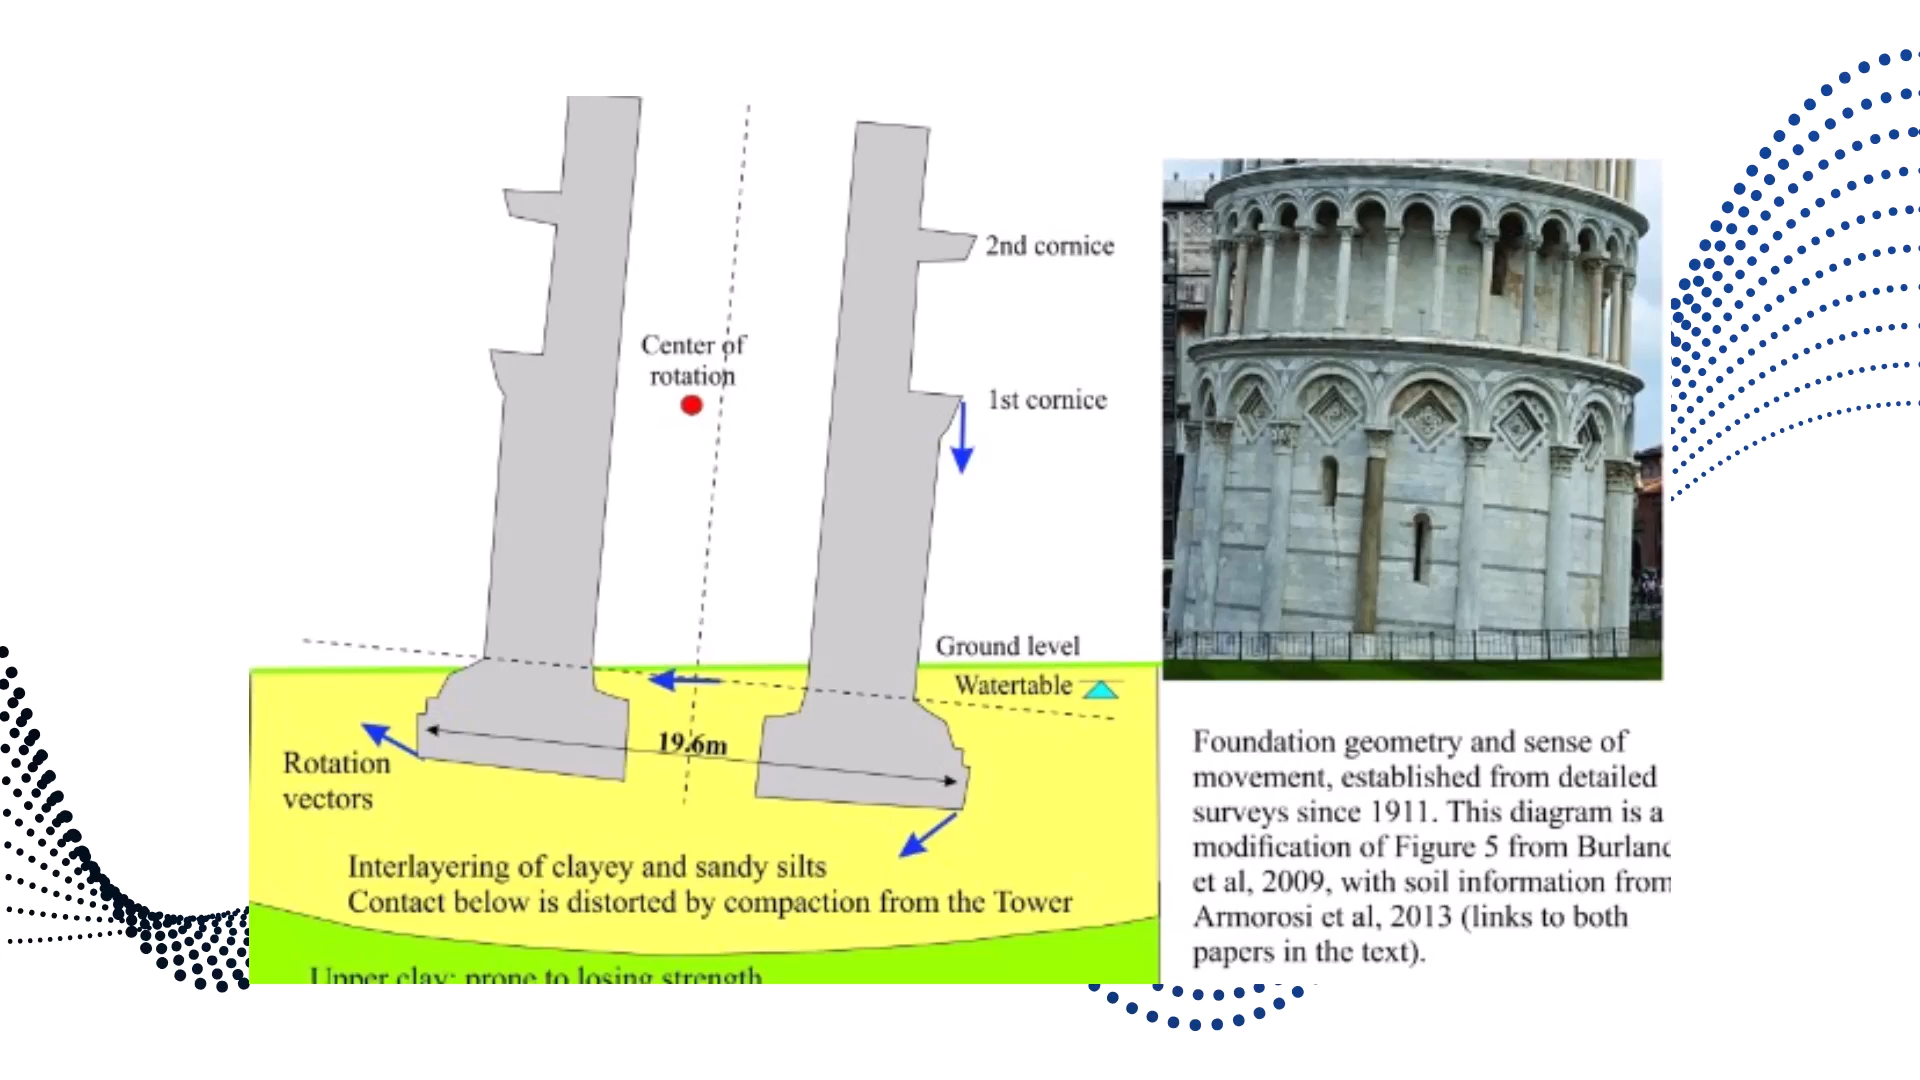 2nd cornice
Center of
rotation
1st cornice
Ground level
Watertable
19.6m
Rotation
vectors
Interlayering of clayey and sandy silts
Contact below is distorted by compaction from the Tower
Upper clay: prone to losing strength
Foundation geometry and sense of
movement, established from detailed
surveys since 1911. This diagram is a
modification of Figure 5 from Burland
et al, 2009, with soil information from
Armorosi et al, 2013 (links to both
papers in the text).